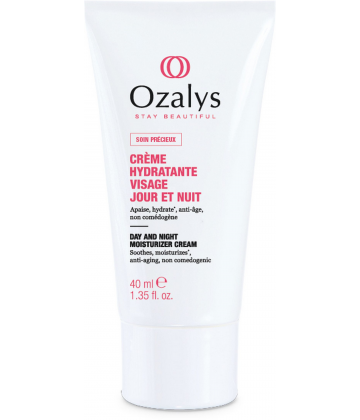 Ozalys
STAY BEAUTIFUL
SOIN PRÉCIEUX
CRÈME
HYDRATANTE
VISAGE
JOUR ET NUIT
Apaise, hydrate*, anti-âge,
non comédogène
DAY AND NIGHT
MOISTURIZER CREAM
Soothes, moisturizes*,
anti-aging, non comedogenic
40 ml ℮
1.35 fl. oz.